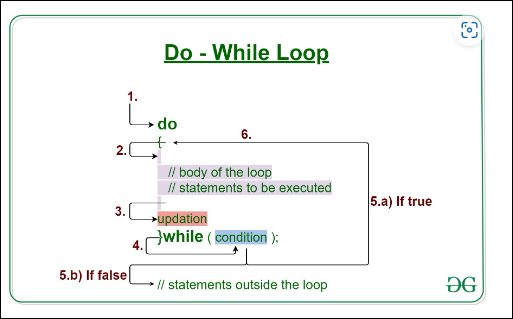 Do - While Loop
1.
do
6.
{
2.
// body of the loop
// statements to be executed
5.a) If true
3.
updation
}while ( condition );
4.
5.b) If false
// statements outside the loop